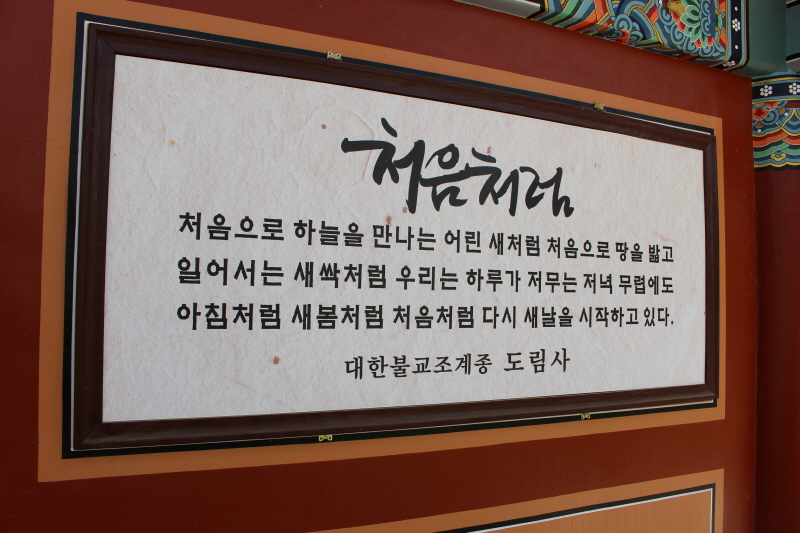 처음처럼
처음으로 하늘을 만나는 어린 새처럼 처음으로 땅을 밟고
일어서는 새싹처럼 우리는 하루가 저무는 저녁 무렵에도
아침처럼 새봄처럼 처음처럼 다시 새날을 시작하고 있다.
대한불교조계종 도림사